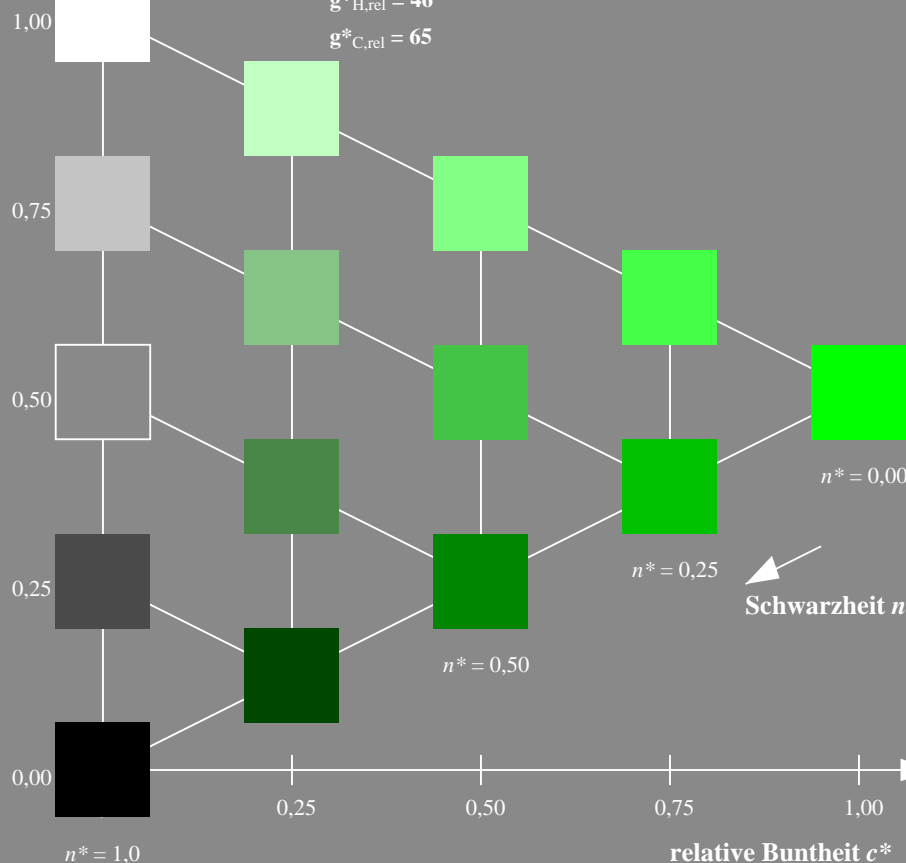 g*H,rel = 46
1,00
g*C,rel = 65
0,75
0,50
n* = 0,00
n* = 0,25
0,25
Schwarzheit n
n* = 0,50
0,00
0,25 0,50 0,75 1,00
n* = 1,0
relative Buntheit c*